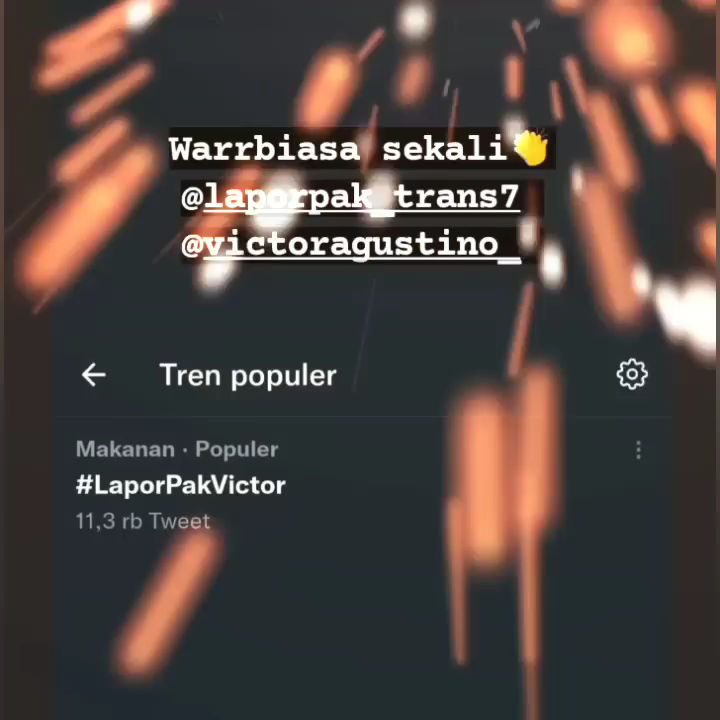 Warrbiasa sekali👏
@laporpak_trans7
@victoragustino_
Tren populer
Makanan · Populer
#LaporPakVictor
11,3 rb Tweet